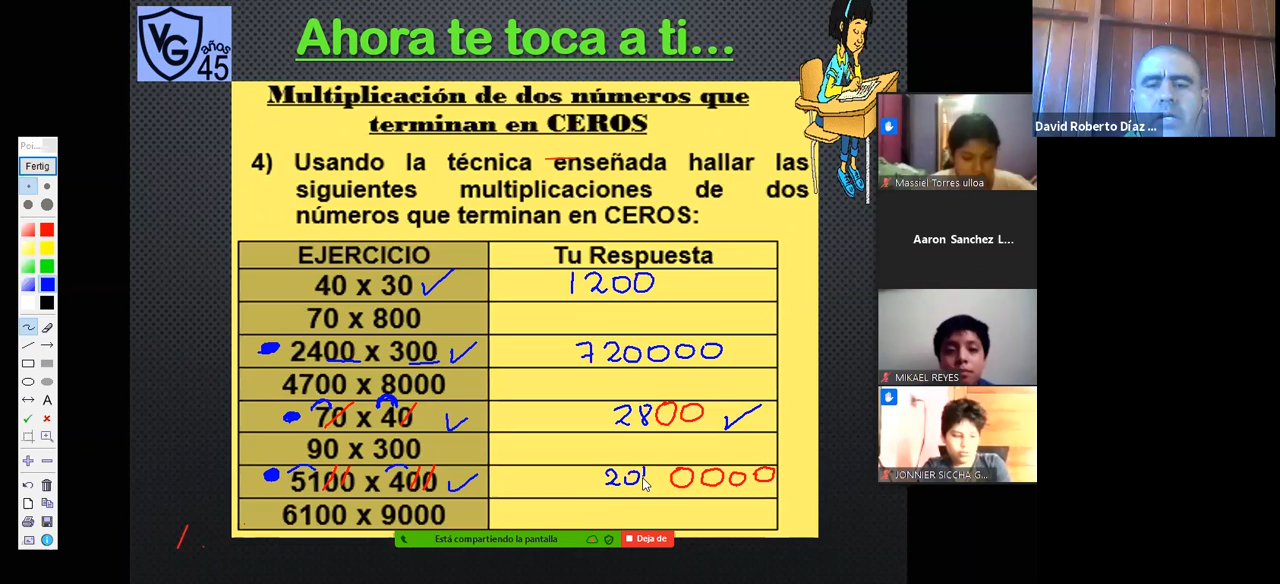 VG
años
45
Ahora te toca a ti...
Multiplicación de dos números que
terminan en CEROS
4) Usando la técnica enseñada hallar las
siguientes multiplicaciones de dos
números que terminan en CEROS:
EJERCICIO Tu Respuesta
40 x 30 1200
70 x 800
2400 x 300 720000
4700 x 8000
70 x 40 2800
90 x 300
5100 x 400 201 0000
6100 x 9000
Poi...
Fertig
A
Está compartiendo la pantalla
Deja de
David Roberto Díaz ...
Massiel Torres ulloa
Aaron Sanchez L...
MIKAEL REYES
JONNIER SICCHA G...